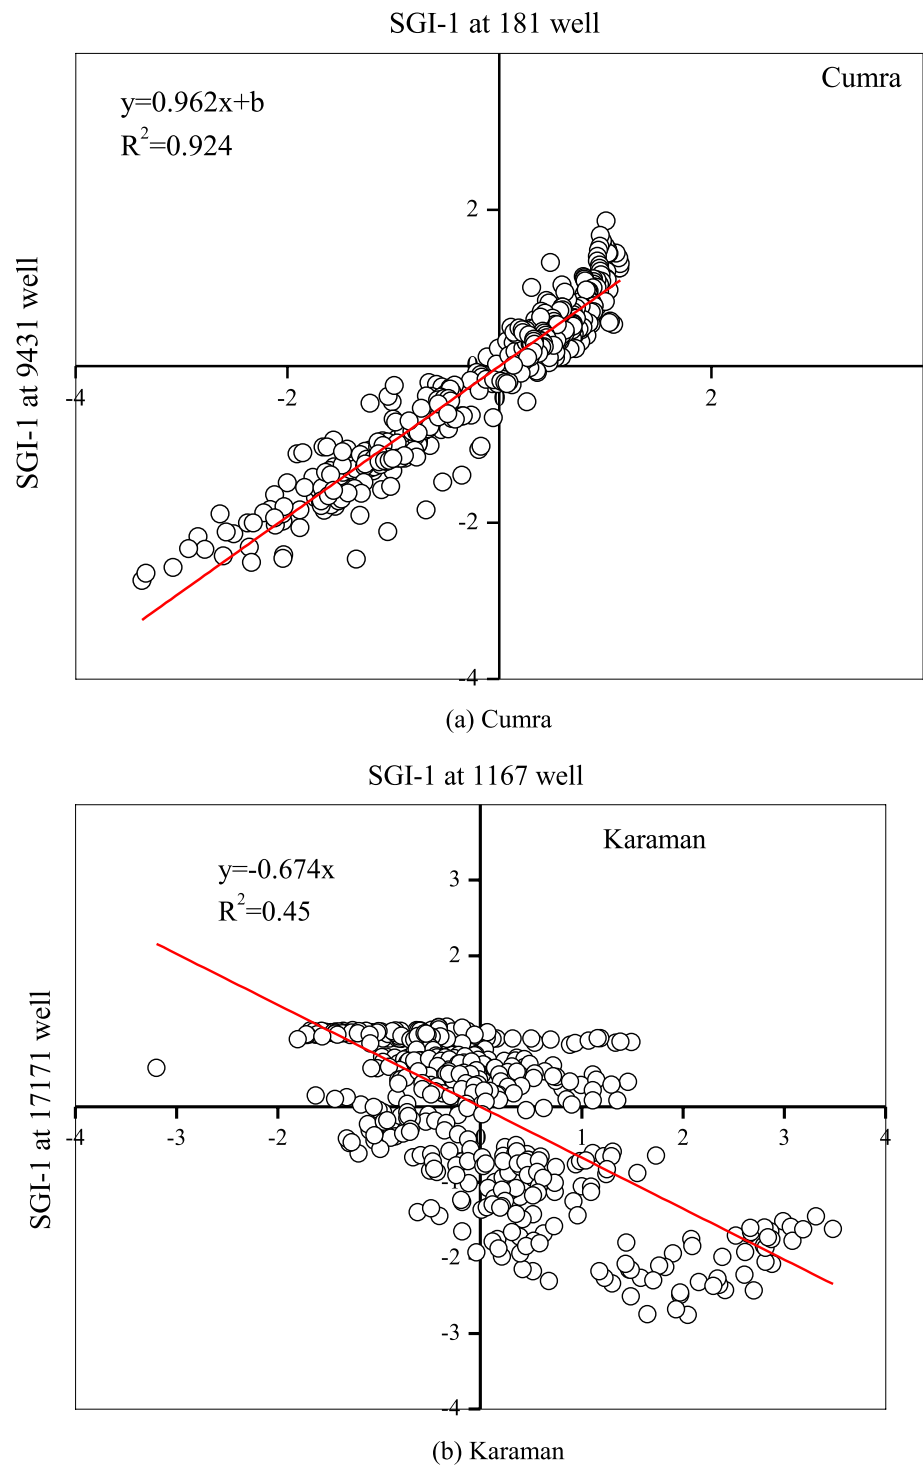 SGI-1 at 181 well
Cumra
y=0.962x+b
R²=0.924
2
SGI-1 at 9431 well
-4
-2
0
2
-2
-4
(a) Cumra
SGI-1 at 1167 well
Karaman
y=-0.674x
R²=0.45
3
2
SGI-1 at 17171 well
-4
-3
-2
-1
0
1
2
3
4
-1
-2
-3
-4
(b) Karaman